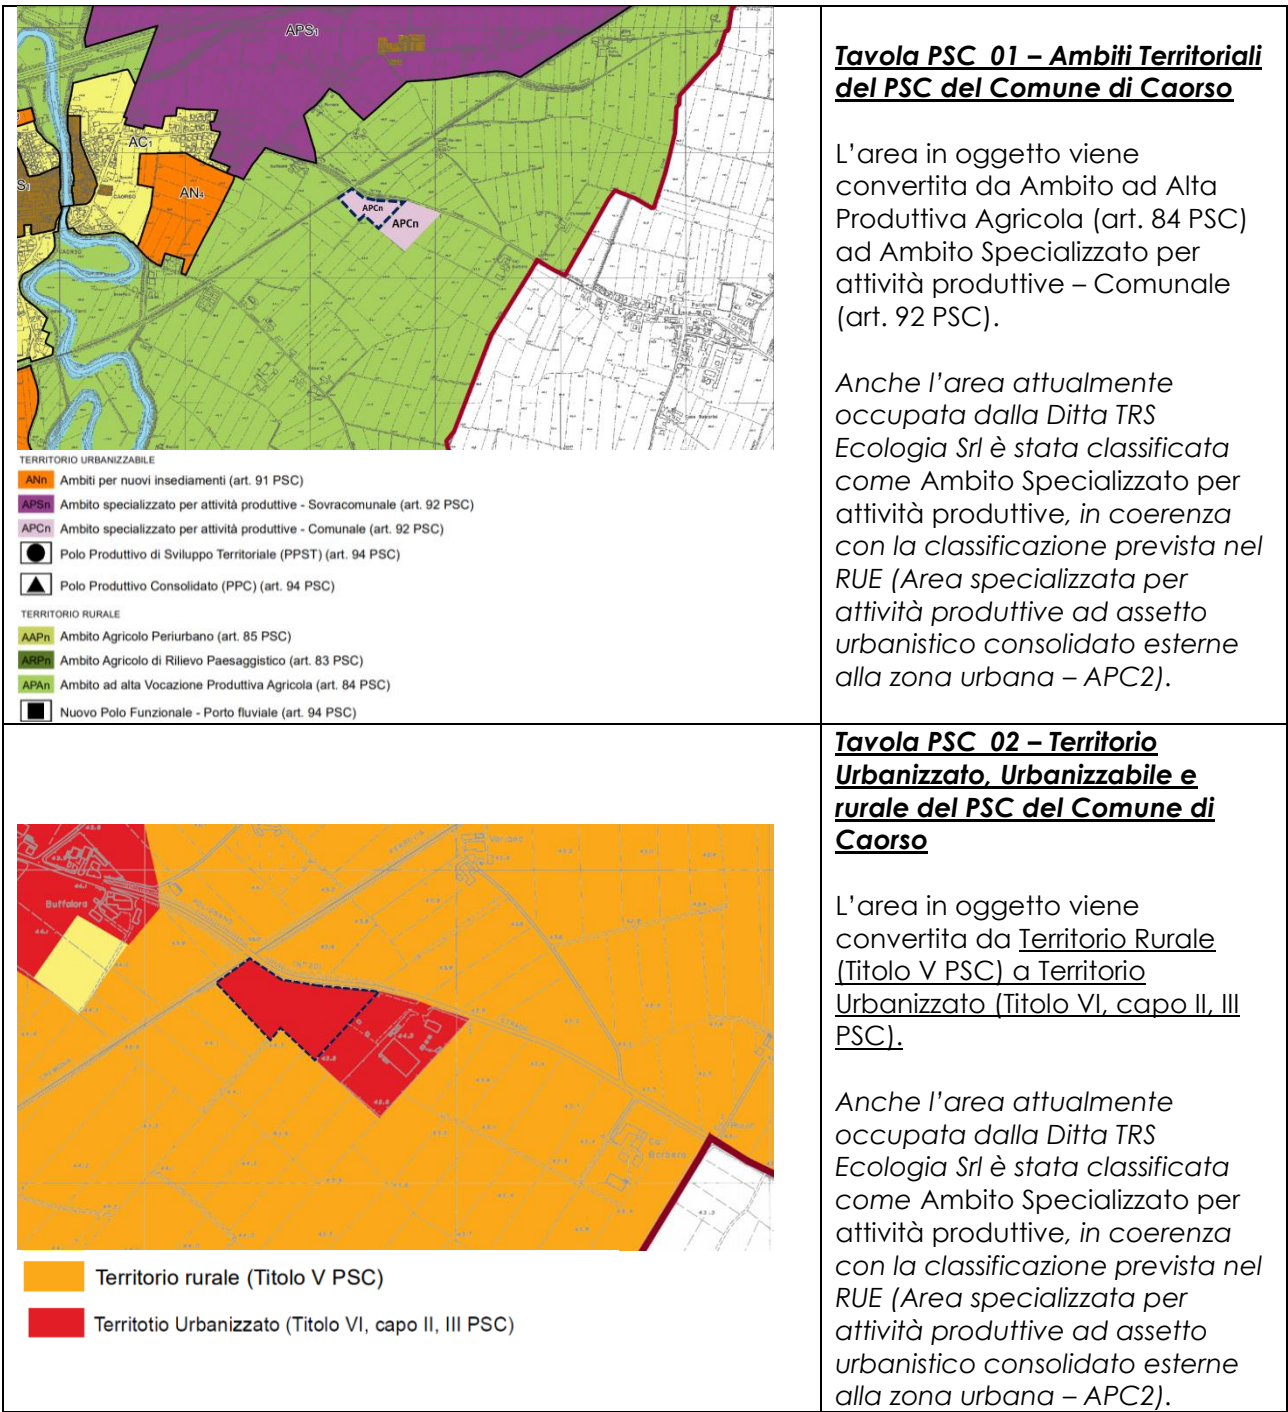 APS1
AC1
AN4
S1
CAORSO
APCn
APCn
TERRITORIO URBANIZZABILE
ANn Ambiti per nuovi insediamenti (art. 91 PSC)
APSn Ambito specializzato per attività produttive - Sovracomunale (art. 92 PSC)
APCn Ambito specializzato per attività produttive - Comunale (art. 92 PSC)
Polo Produttivo di Sviluppo Territoriale (PPST) (art. 94 PSC)
Polo Produttivo Consolidato (PPC) (art. 94 PSC)
TERRITORIO RURALE
AAPn Ambito Agricolo Periurbano (art. 85 PSC)
ARPn Ambito Agricolo di Rilievo Paesaggistico (art. 83 PSC)
APAn Ambito ad alta Vocazione Produttiva Agricola (art. 84 PSC)
Nuovo Polo Funzionale - Porto fluviale (art. 94 PSC)
Tavola PSC 01 – Ambiti Territoriali
del PSC del Comune di Caorso
L’area in oggetto viene
convertita da Ambito ad Alta
Produttiva Agricola (art. 84 PSC)
ad Ambito Specializzato per
attività produttive – Comunale
(art. 92 PSC).
Anche l’area attualmente
occupata dalla Ditta TRS
Ecologia Srl è stata classificata
come Ambito Specializzato per
attività produttive, in coerenza
con la classificazione prevista nel
RUE (Area specializzata per
attività produttive ad assetto
urbanistico consolidato esterne
alla zona urbana – APC2).
Buffalora
Territorio rurale (Titolo V PSC)
Territotio Urbanizzato (Titolo VI, capo II, III PSC)
Tavola PSC 02 – Territorio
Urbanizzato, Urbanizzabile e
rurale del PSC del Comune di
Caorso
L’area in oggetto viene
convertita da Territorio Rurale
(Titolo V PSC) a Territorio
Urbanizzato (Titolo VI, capo II, III
PSC).
Anche l’area attualmente
occupata dalla Ditta TRS
Ecologia Srl è stata classificata
come Ambito Specializzato per
attività produttive, in coerenza
con la classificazione prevista nel
RUE (Area specializzata per
attività produttive ad assetto
urbanistico consolidato esterne
alla zona urbana – APC2).